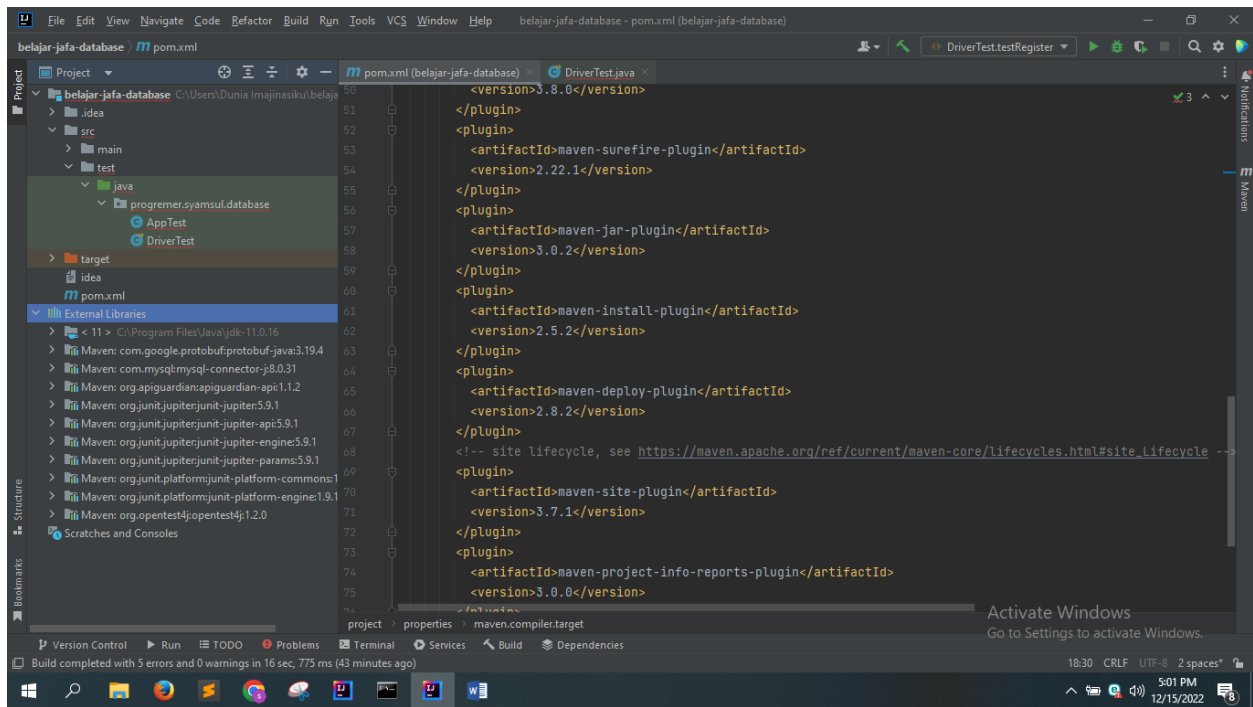 File Edit View Navigate Code Refactor Build Run Tools VCS Window Help belajar-jafa-database - pom.xml (belajar-jafa-database)
belajar-jafa-database pom.xml
DriverTest.testRegister
Project
pom.xml (belajar-jafa-database)
DriverTest.java
Project
belajar-jafa-database C:\Users\Dunia Imajinasiku\belaja
.idea
src
main
test
java
progremer.syamsul.database
AppTest
DriverTest
target
idea
pom.xml
External Libraries
< 11 > C:\Program Files\Java\jdk-11.0.16
Maven: com.google.protobuf:protobuf-java:3.19.4
Maven: com.mysql:mysql-connector-j:8.0.31
Maven: org.apiguardian:apiguardian-api:1.1.2
Maven: org.junit.jupiter:junit-jupiter:5.9.1
Maven: org.junit.jupiter:junit-jupiter-api:5.9.1
Maven: org.junit.jupiter:junit-jupiter-engine:5.9.1
Maven: org.junit.jupiter:junit-jupiter-params:5.9.1
Maven: org.junit.platform:junit-platform-commons:1
Maven: org.junit.platform:junit-platform-engine:1.9.1
Maven: org.opentest4j:opentest4j:1.2.0
Scratches and Consoles
Structure
Bookmarks
50 <version>3.8.0</version>
51 </plugin>
52 <plugin>
53 <artifactId>maven-surefire-plugin</artifactId>
54 <version>2.22.1</version>
55 </plugin>
56 <plugin>
57 <artifactId>maven-jar-plugin</artifactId>
58 <version>3.0.2</version>
59 </plugin>
60 <plugin>
61 <artifactId>maven-install-plugin</artifactId>
62 <version>2.5.2</version>
63 </plugin>
64 <plugin>
65 <artifactId>maven-deploy-plugin</artifactId>
66 <version>2.8.2</version>
67 </plugin>
68 <!-- site lifecycle, see https://maven.apache.org/ref/current/maven-core/lifecycles.html#site_Lifecycle -->
69 <plugin>
70 <artifactId>maven-site-plugin</artifactId>
71 <version>3.7.1</version>
72 </plugin>
73 <plugin>
74 <artifactId>maven-project-info-reports-plugin</artifactId>
75 <version>3.0.0</version>
76 </plugin>
3
Notifications
Maven
Activate Windows
Go to Settings to activate Windows.
project > properties > maven.compiler.target
Version Control Run TODO Problems Terminal Services Build Dependencies
Build completed with 5 errors and 0 warnings in 16 sec, 775 ms (43 minutes ago)
18:30 CRLF UTF-8 2 spaces*
5:01 PM
12/15/2022
8